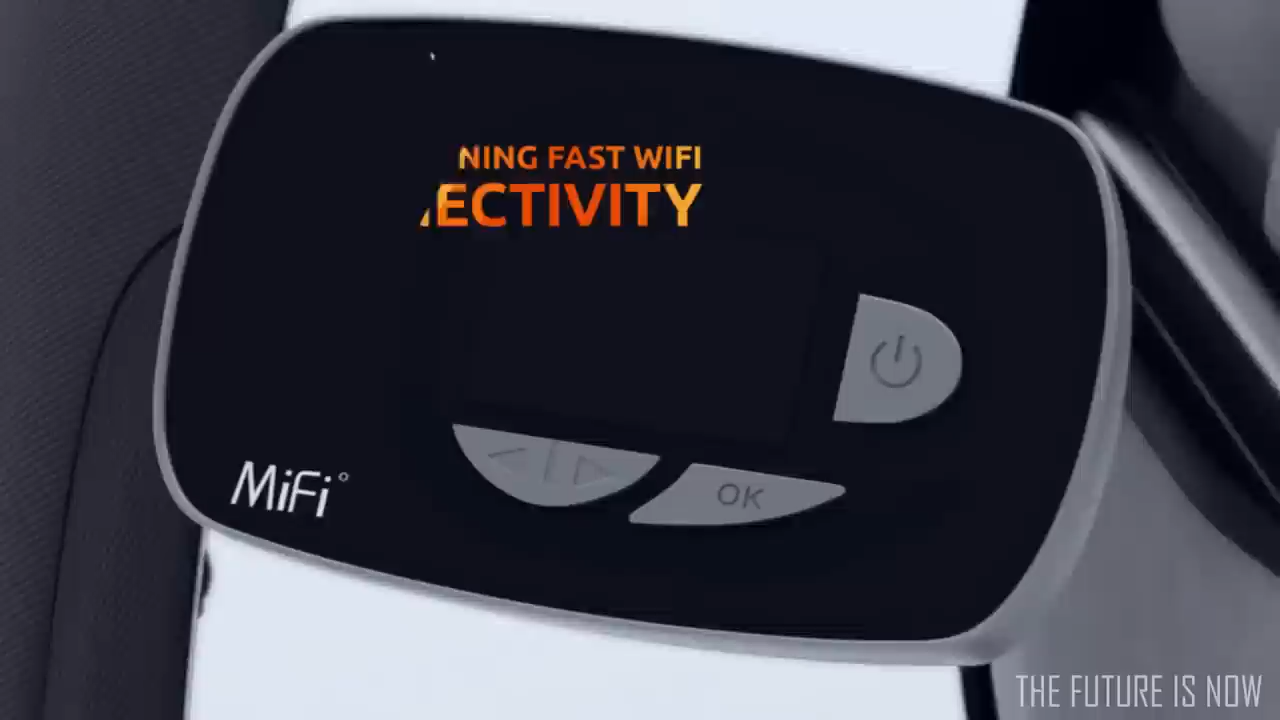 NING FAST WIFI
ECTIVITY
OK
MiFi°
THE FUTURE IS NOW